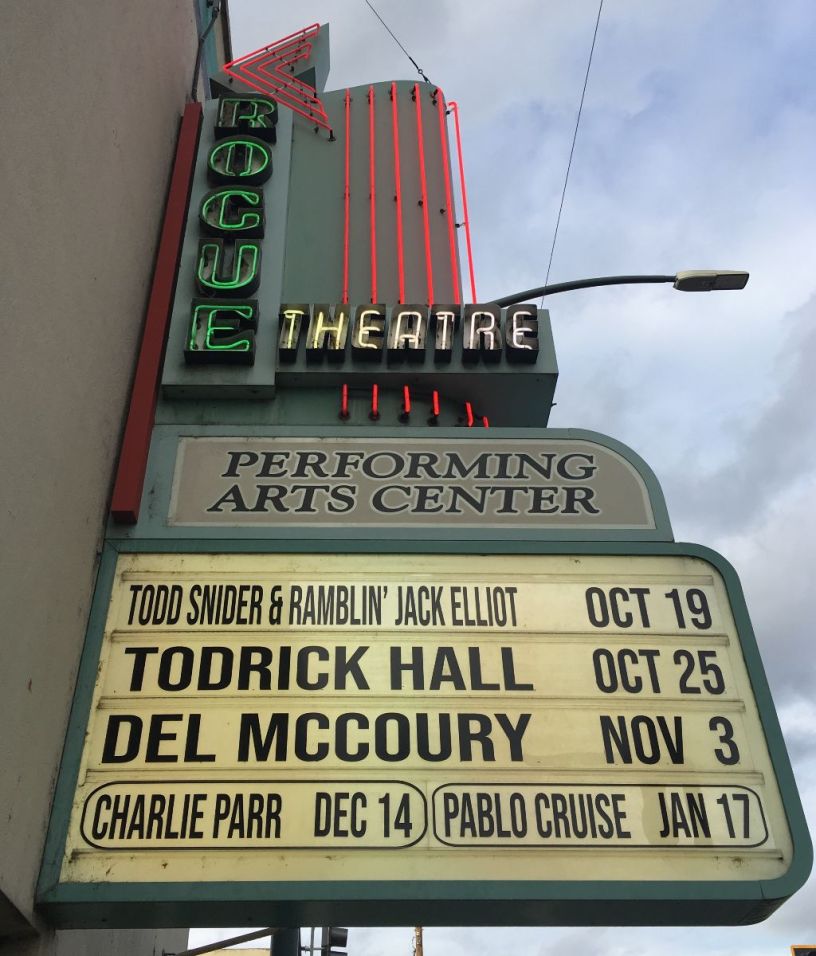 ROGUE
THEATRE
PERFORMING
ARTS CENTER
TODD SNIDER & RAMBLIN' JACK ELLIOT OCT 19
TODRICK HALL OCT 25
DEL MCCOURY NOV 3
CHARLIE PARR DEC 14 PABLO CRUISE JAN 17